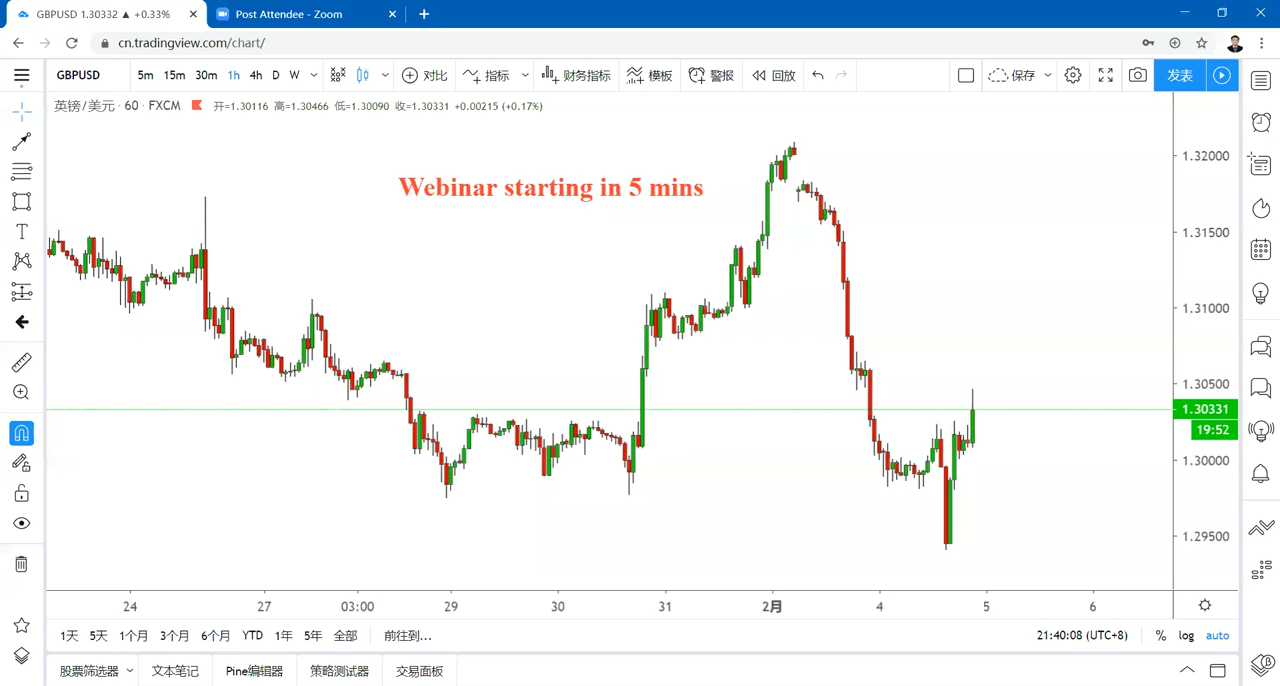 GBPUSD 1.30332 ▲ +0.33%
Post Attendee - Zoom
cn.tradingview.com/chart/
GBPUSD 5m 15m 30m 1h 4h D W 对比 指标 财务指标 模板 警报 回放 保存 发表
英镑/美元 · 60 · FXCM 开=1.30116 高=1.30466 低=1.30090 收=1.30331 +0.00215 (+0.17%)
Webinar starting in 5 mins
1.32000
1.31500
1.31000
1.30500
1.30331
19:52
1.30000
1.29500
24 27 03:00 29 30 31 2月 4 5 6
1天 5天 1个月 3个月 6个月 YTD 1年 5年 全部 前往到... 21:40:08 (UTC+8) % log auto
股票筛选器 文本笔记 Pine编辑器 策略测试器 交易面板